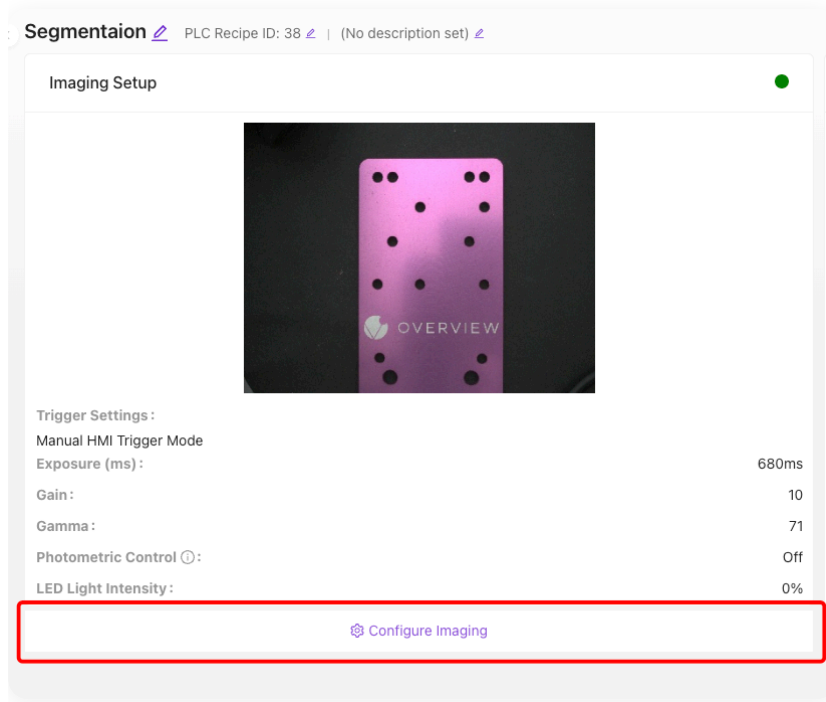 Segmentaion PLC Recipe ID: 38 | (No description set)
Imaging Setup
OVERVIEW
Trigger Settings :
Manual HMI Trigger Mode
Exposure (ms) : 680ms
Gain : 10
Gamma : 71
Photometric Control : Off
LED Light Intensity : 0%
Configure Imaging